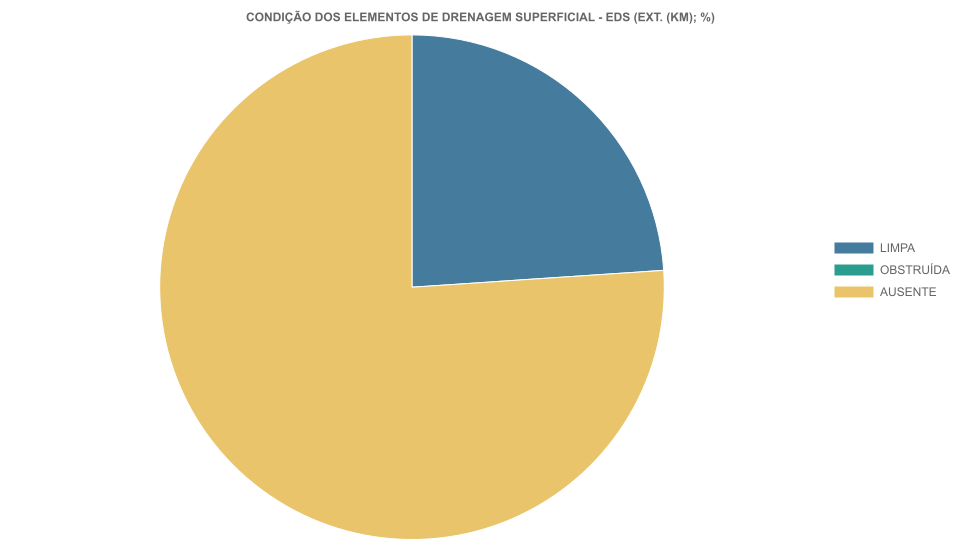 CONDIÇÃO DOS ELEMENTOS DE DRENAGEM SUPERFICIAL - EDS (EXT. (KM); %)
LIMPA
OBSTRUÍDA
AUSENTE